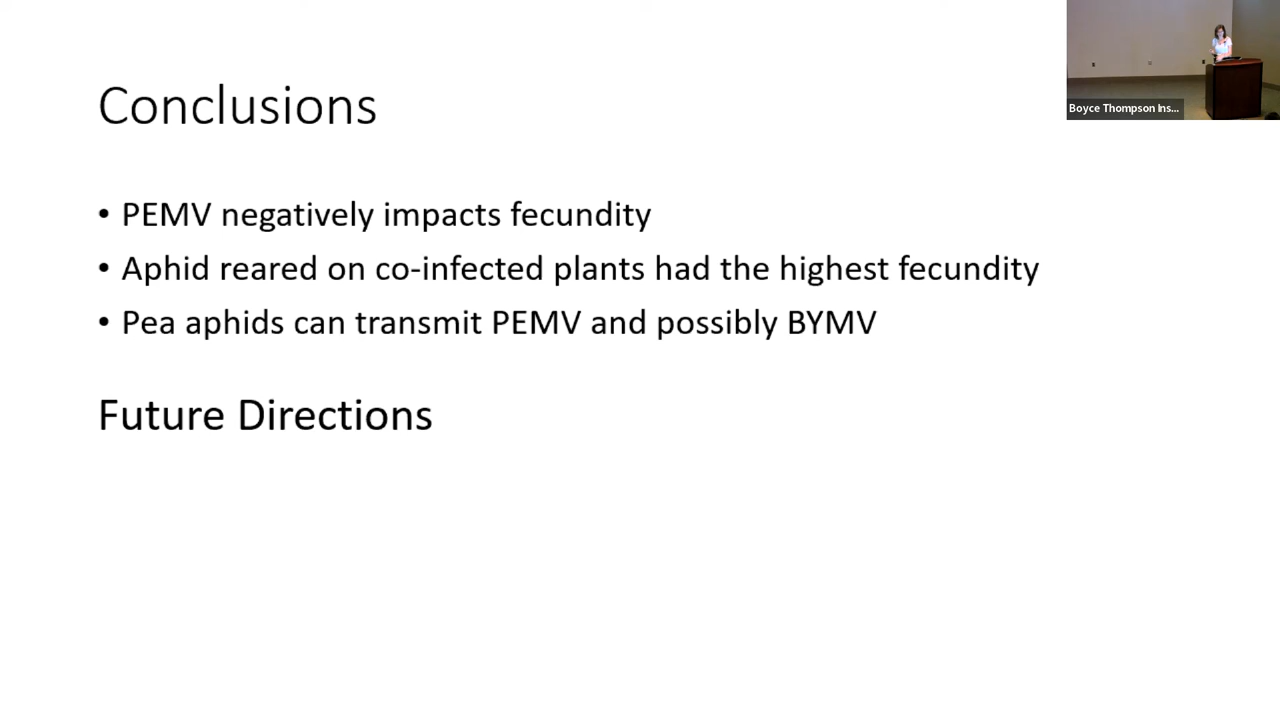 Conclusions
Boyce Thompson Ins...
• PEMV negatively impacts fecundity
• Aphid reared on co-infected plants had the highest fecundity
• Pea aphids can transmit PEMV and possibly BYMV
Future Directions